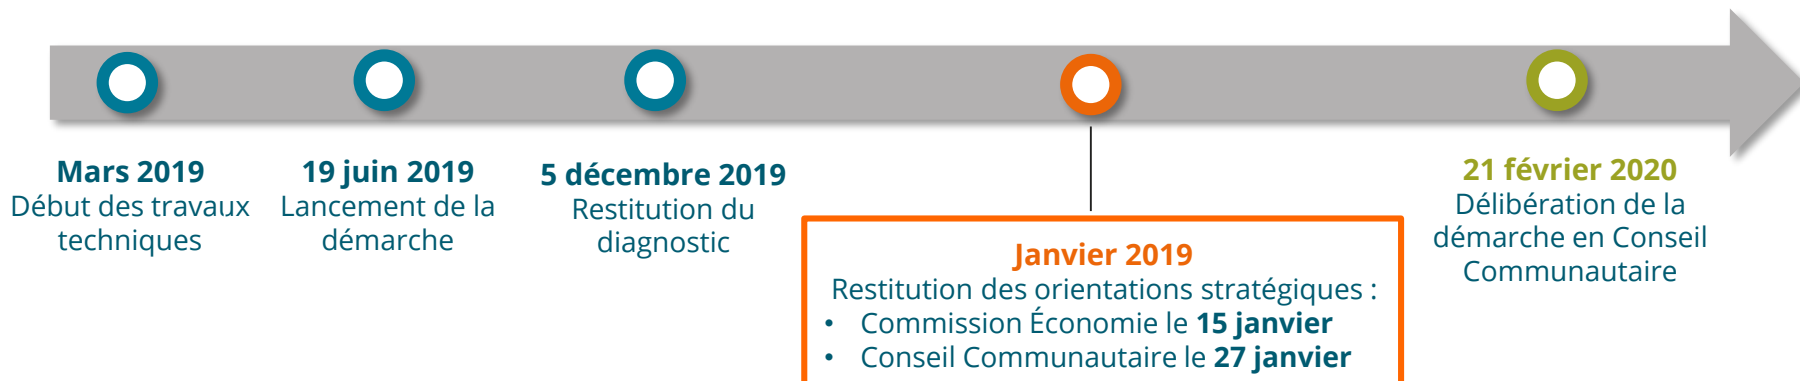 Mars 2019
Début des travaux
techniques
19 juin 2019
Lancement de la
démarche
5 décembre 2019
Restitution du
diagnostic
Janvier 2019
Restitution des orientations stratégiques :
• Commission Économie le 15 janvier
• Conseil Communautaire le 27 janvier
21 février 2020
Délibération de la
démarche en Conseil
Communautaire